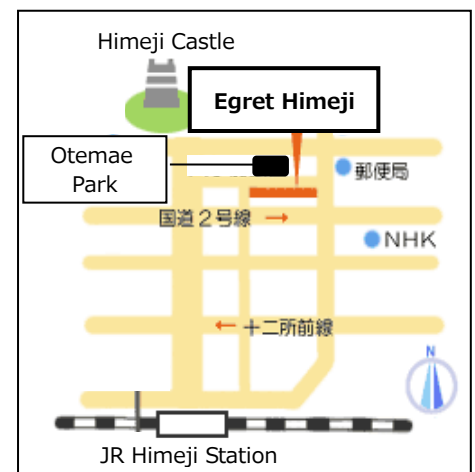 Himeji Castle
Egret Himeji
Otemae
Park
郵便局
国道２号線 →
NHK
← 十二所前線
N
JR Himeji Station